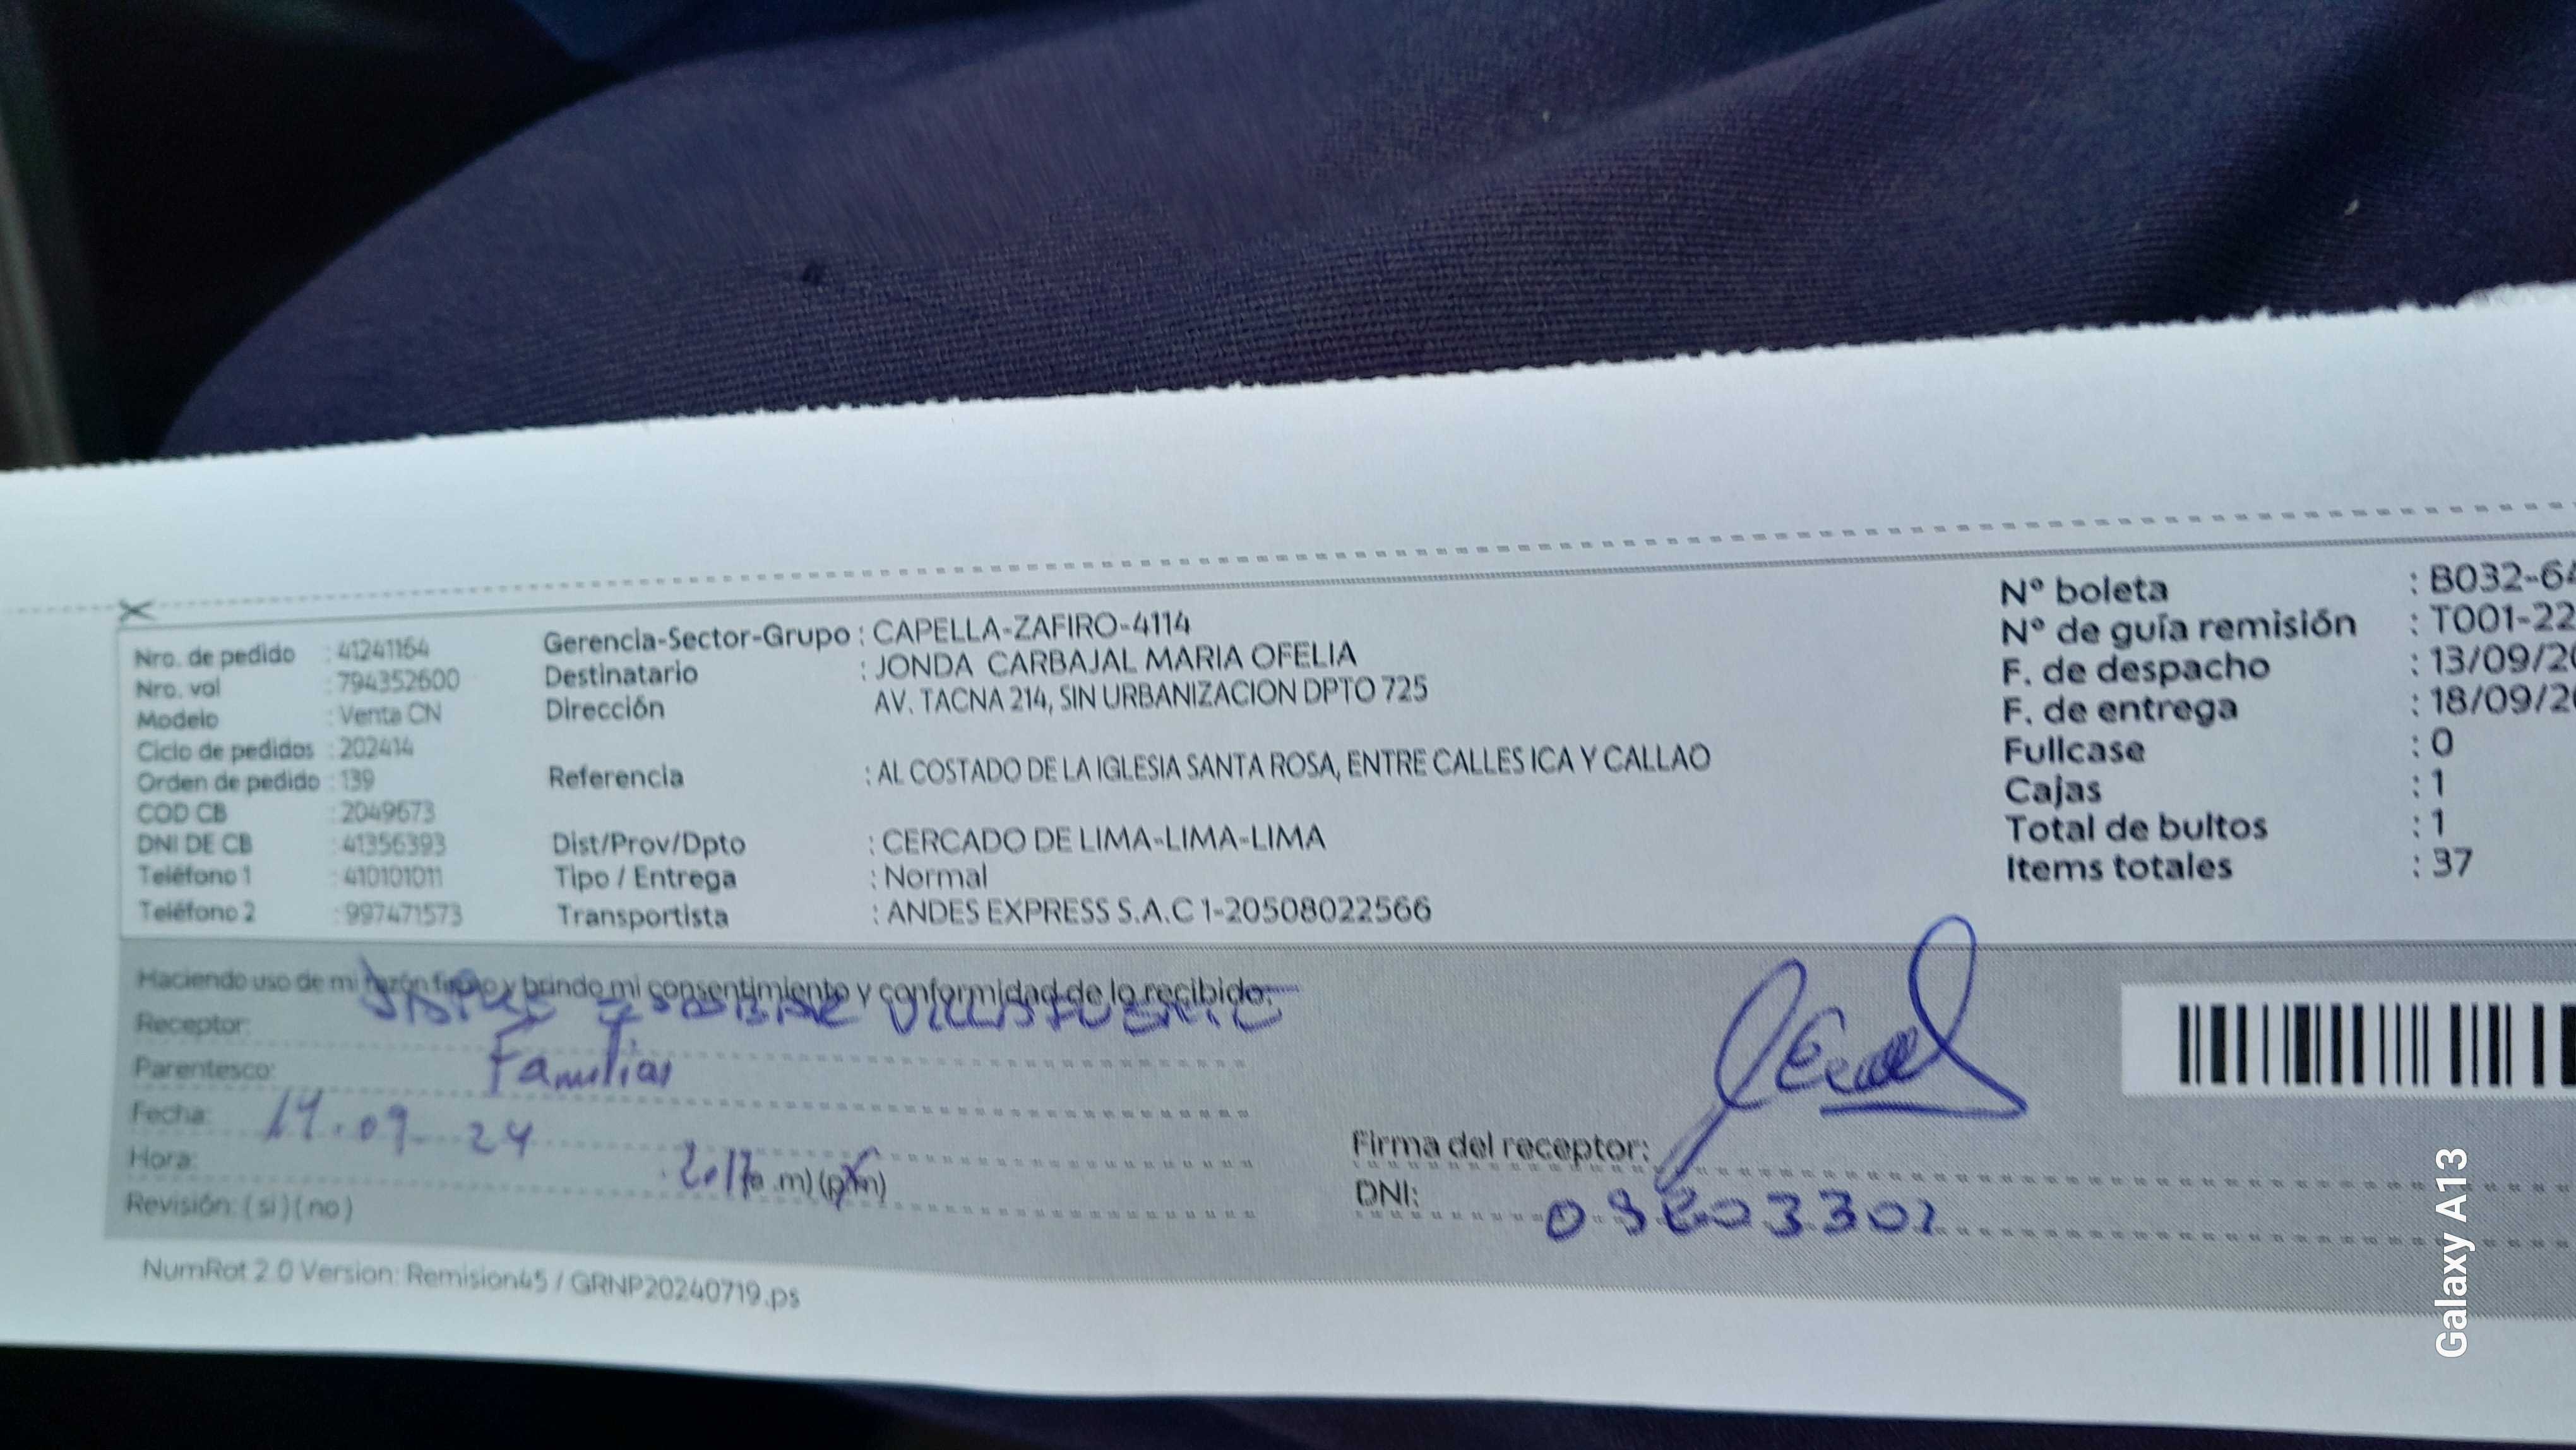 Nro. de pedido : 41241164
Nro. vol : 794352600
Modelo : Venta CN
Ciclo de pedidos : 202414
Orden de pedido : 139
COD CB : 2049673
DNI DE CB : 41356393
Teléfono 1 : 410101011
Teléfono 2 : 997471573
Gerencia-Sector-Grupo : CAPELLA-ZAFIRO-4114
Destinatario : JONDA CARBAJAL MARIA OFELIA
Dirección AV. TACNA 214, SIN URBANIZACION DPTO 725
Referencia : AL COSTADO DE LA IGLESIA SANTA ROSA, ENTRE CALLES ICA Y CALLAO
Dist/Prov/Dpto : CERCADO DE LIMA-LIMA-LIMA
Tipo / Entrega : Normal
Transportista : ANDES EXPRESS S.A.C 1-20508022566
Nº boleta : B032-64
Nº de guía remisión : T001-22
F. de despacho : 13/09/20
F. de entrega : 18/09/20
Fullcase : 0
Cajas : 1
Total de bultos : 1
Items totales : 37
Haciendo uso de mi razón firmo y brindo mi consentimiento y conformidad de lo recibido.
Receptor:
Parentesco: Familiar
Fecha: 14.09 24
Hora: (a.m) (p.m)
Revisión: (si) (no)
Firma del receptor:
DNI:
NumRot 2.0 Version: Remision45 / GRNP20240719.ps
Galaxy A13